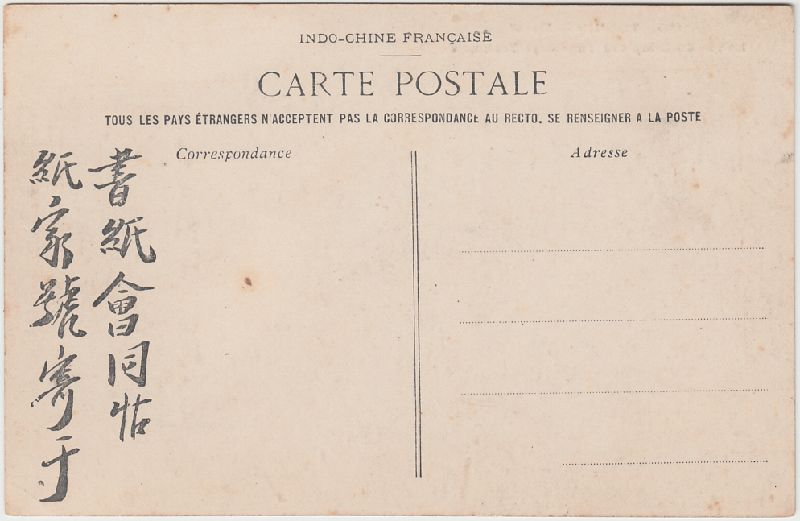 INDO-CHINE FRANÇAISE
CARTE POSTALE
TOUS LES PAYS ÉTRANGERS N'ACCEPTENT PAS LA CORRESPONDANCE AU RECTO. SE RENSEIGNER A LA POSTE
Correspondance
Adresse
書紙會同帖
紙家號寄于